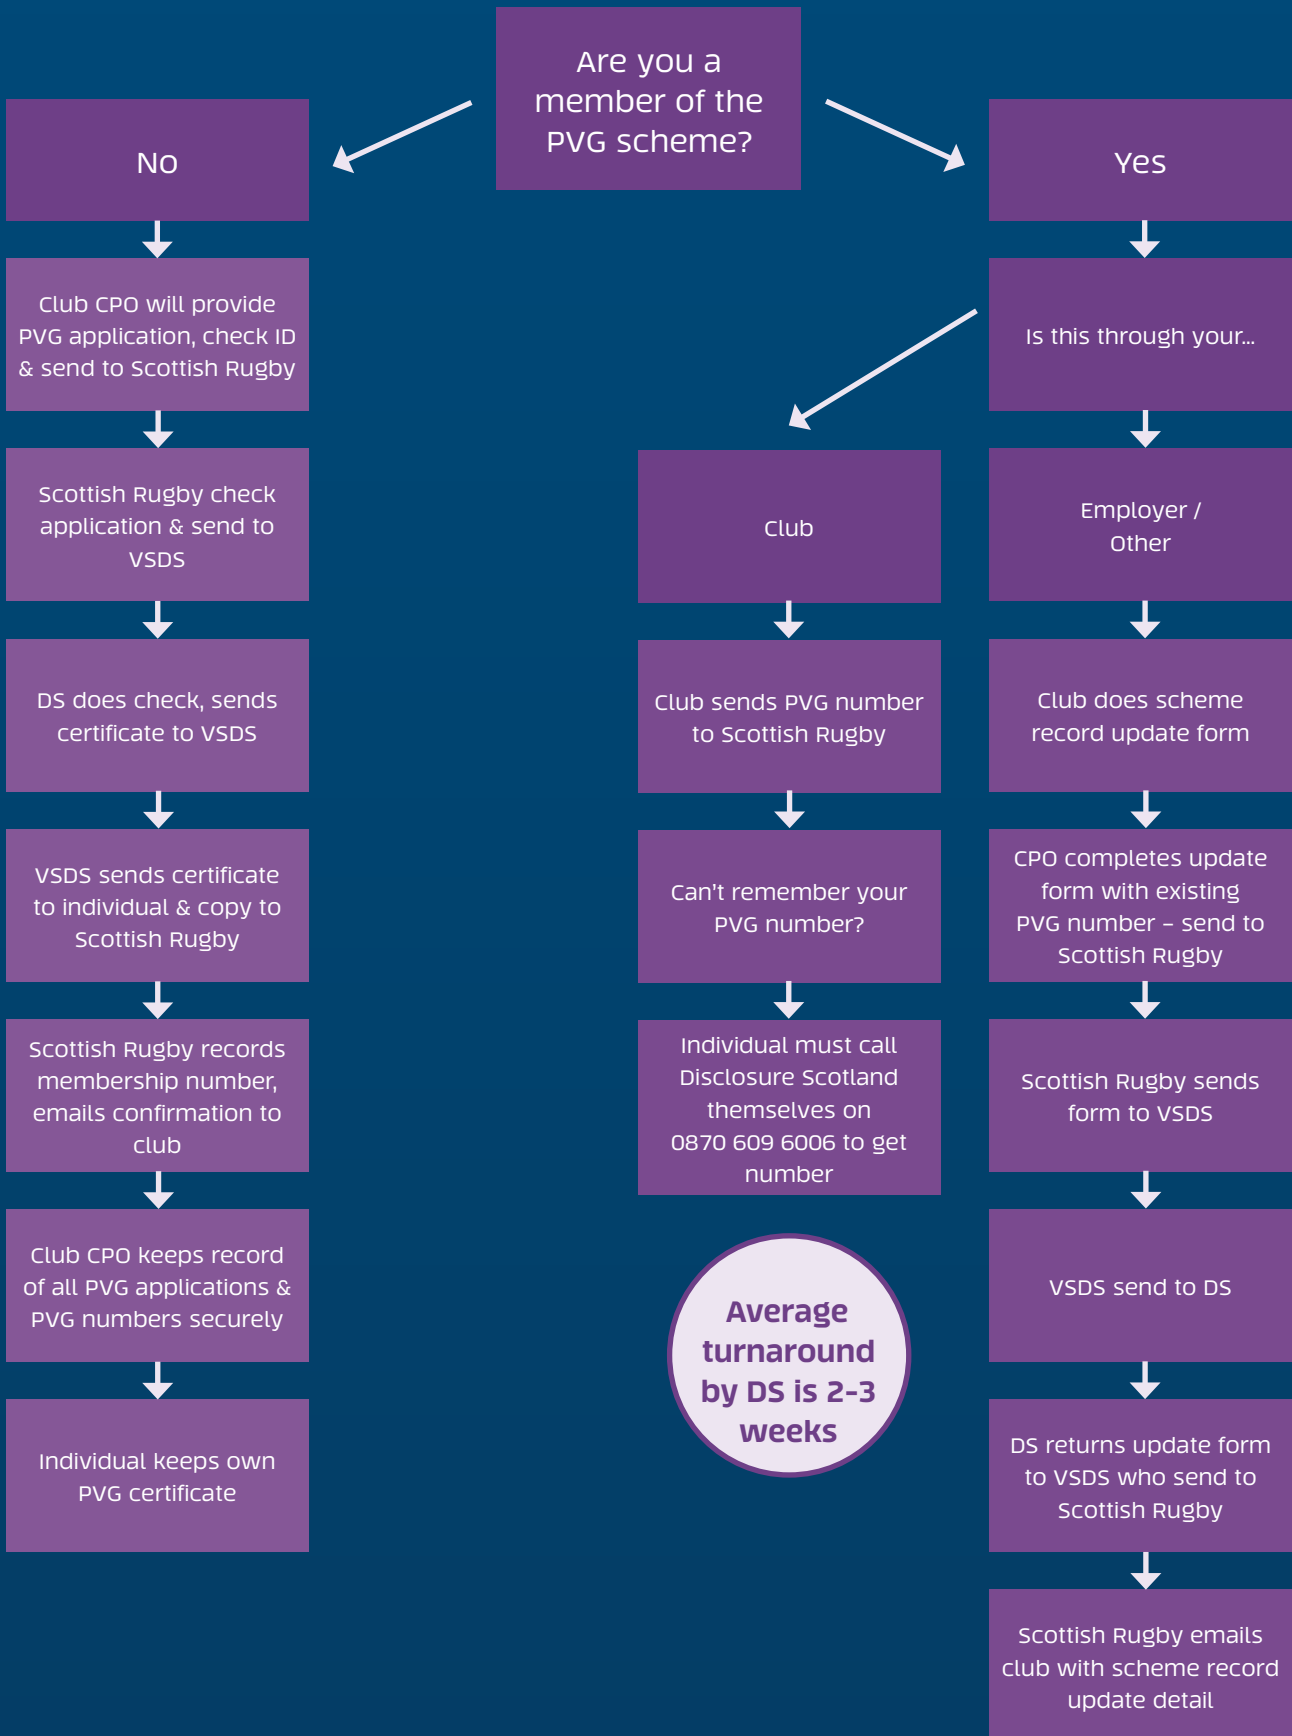 Are you a
member of the
PVG scheme?
No
Club CPO will provide
PVG application, check ID
& send to Scottish Rugby
Scottish Rugby check
application & send to
VSDS
DS does check, sends
certificate to VSDS
VSDS sends certificate
to individual & copy to
Scottish Rugby
Scottish Rugby records
membership number,
emails confirmation to
club
Club CPO keeps record
of all PVG applications &
PVG numbers securely
Individual keeps own
PVG certificate
Yes
Is this through your...
Club
Club sends PVG number
to Scottish Rugby
Can't remember your
PVG number?
Individual must call
Disclosure Scotland
themselves on
0870 609 6006 to get
number
Average
turnaround
by DS is 2-3
weeks
Employer /
Other
Club does scheme
record update form
CPO completes update
form with existing
PVG number – send to
Scottish Rugby
Scottish Rugby sends
form to VSDS
VSDS send to DS
DS returns update form
to VSDS who send to
Scottish Rugby
Scottish Rugby emails
club with scheme record
update detail